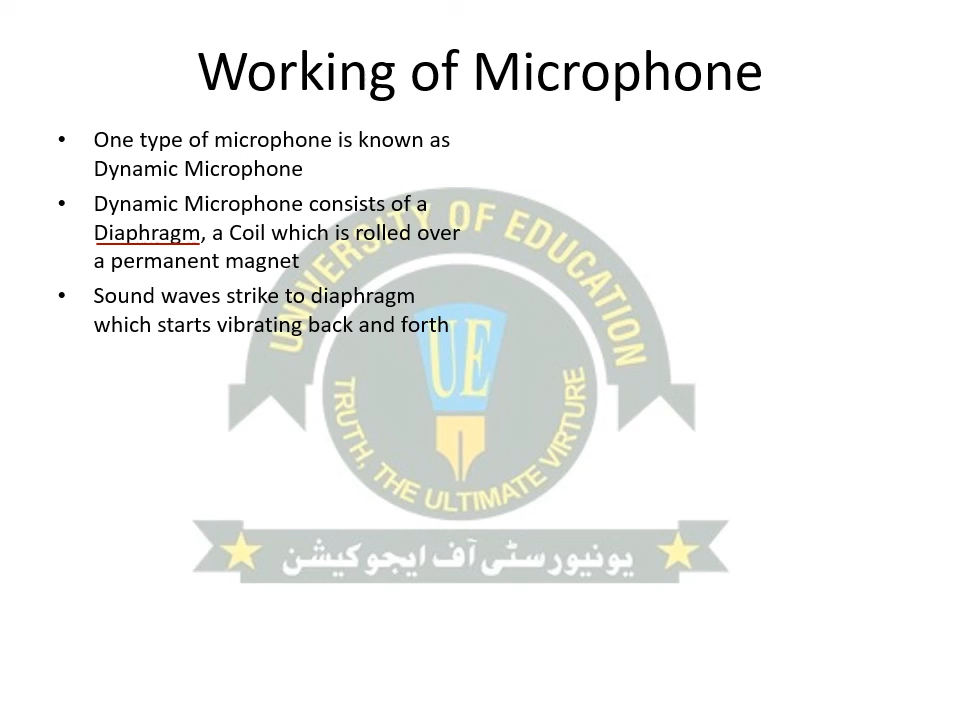 Working of Microphone
• One type of microphone is known as
Dynamic Microphone
• Dynamic Microphone consists of a
Diaphragm, a Coil which is rolled over
a permanent magnet
• Sound waves strike to diaphragm
which starts vibrating back and forth
UNIVERSITY OF EDUCATION
UE
TRUTH, THE ULTIMATE VIRTURE
یونیورسٹی آف ایجوکیشن